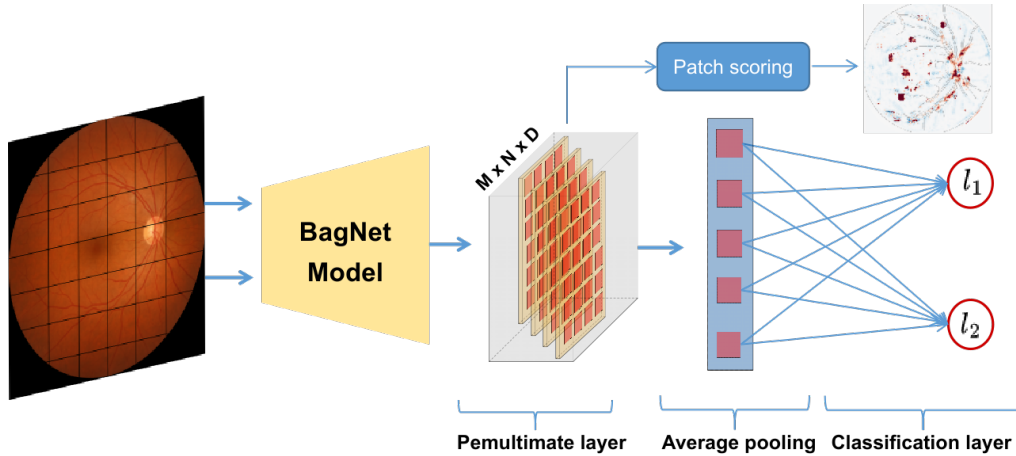 Patch scoring
M x N x D
BagNet
Model
l₁
l₂
Pemultimate layer
Average pooling
Classification layer